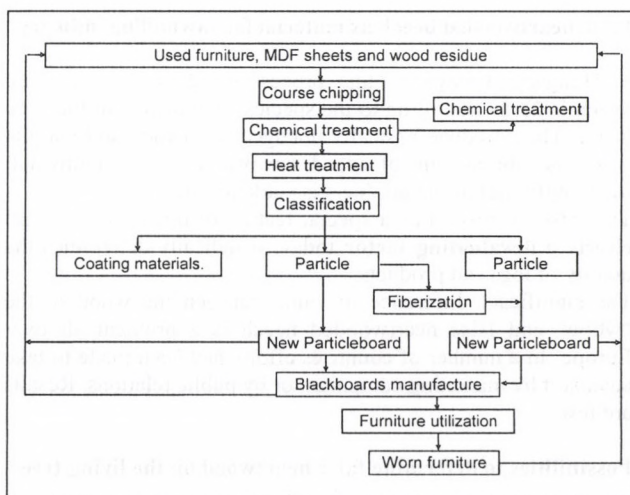 Used furniture, MDF sheets and wood residue
Course chipping
Chemical treatment
Chemical treatment
Heat treatment
Classification
Coating materials.
Particle
Particle
Fiberization
New Particleboard
New Particleboard
Blackboards manufacture
Furniture utilization
Worn furniture